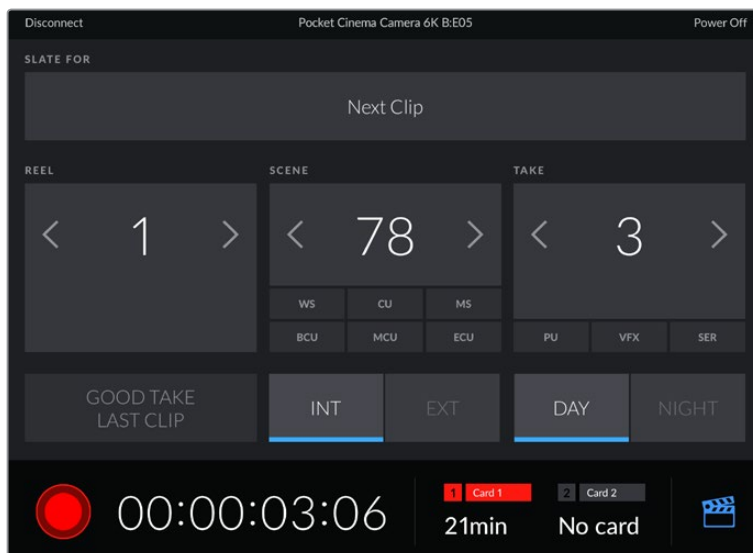 Disconnect Pocket Cinema Camera 6K B:E05 Power Off
SLATE FOR
Next Clip
REEL SCENE TAKE
< 1 > < 78 > < 3 >
WS CU MS
BCU MCU ECU PU VFX SER
GOOD TAKE
LAST CLIP
INT EXT DAY NIGHT
00:00:03:06
1 Card 1 2 Card 2
21min No card